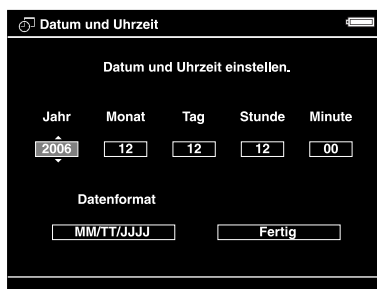 Datum und Uhrzeit
Datum und Uhrzeit einstellen.
Jahr Monat Tag Stunde Minute
2006 12 12 12 00
Datenformat
MM/TT/JJJJ Fertig